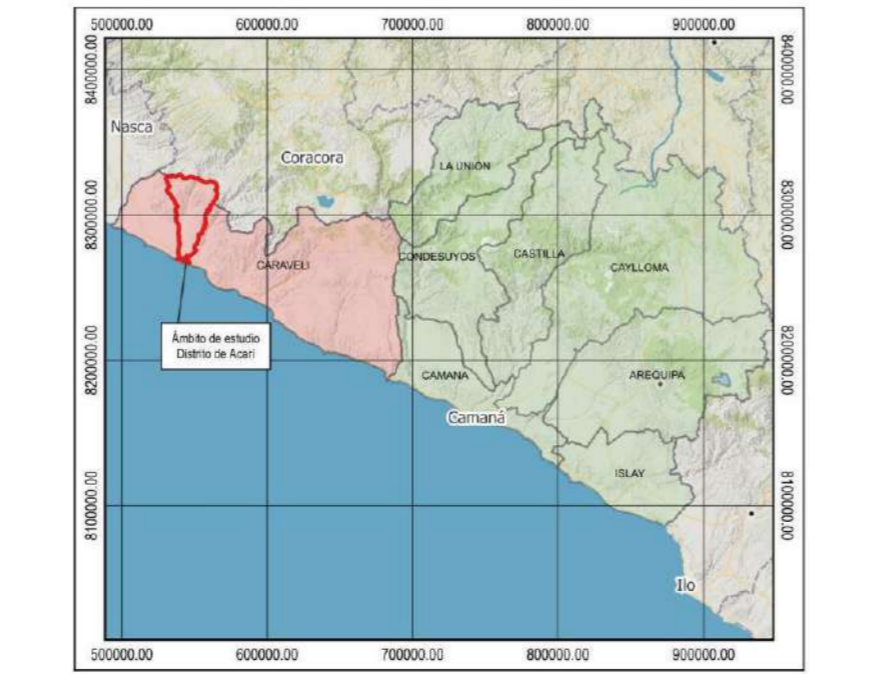 500000.00 600000.00 700000.00 800000.00 900000.00
8400000.00
8400000.00
Nasca
Coracora
LA UNION
8300000.00
8300000.00
CONDESUYOS
CASTILLA
CARAVELI
CAYLLOMA
Ámbito de estudio
Distrito de Acarí
8200000.00
8200000.00
CAMANA
AREQUIPA
Camaná
ISLAY
8100000.00
8100000.00
Ilo
500000.00 600000.00 700000.00 800000.00 900000.00